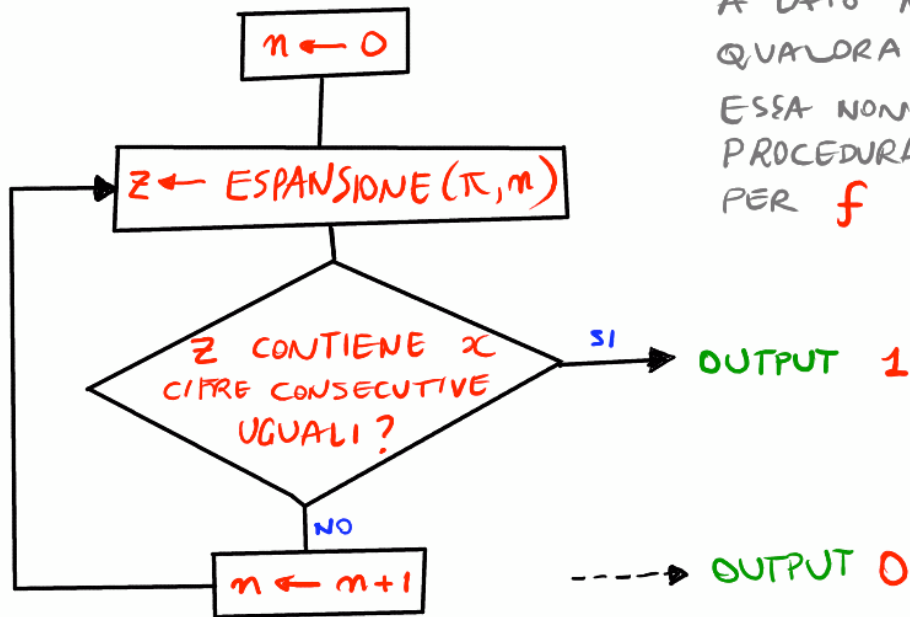 n ← 0
QUALORA
ESSA NON
PROCEDURA
PER f
z ← ESPANSIONE (π, n)
Z CONTIENE x
CIFRE CONSECUTIVE
UGUALI?
SI
OUTPUT 1
NO
n ← n+1
OUTPUT 0